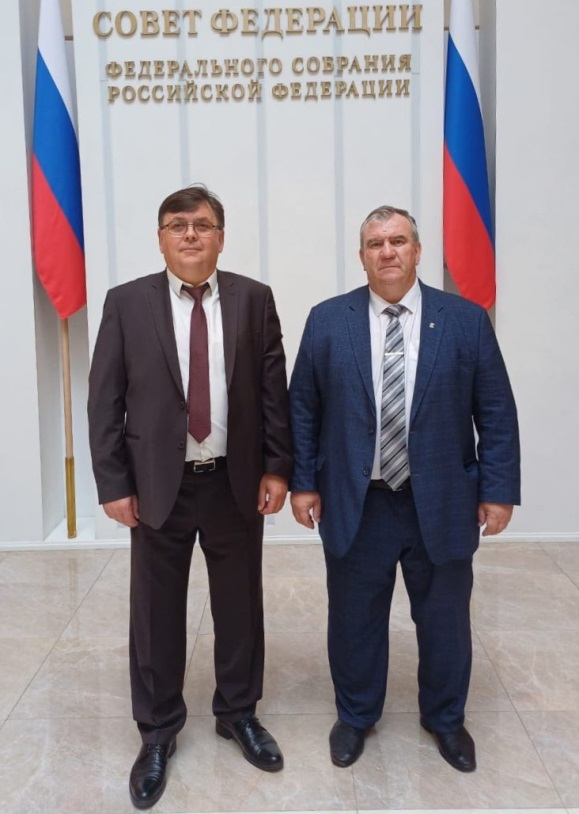 СОВЕТ ФЕДЕРАЦИИ
ФЕДЕРАЛЬНОГО СОБРАНИЯ
РОССИЙСКОЙ ФЕДЕРАЦИИ